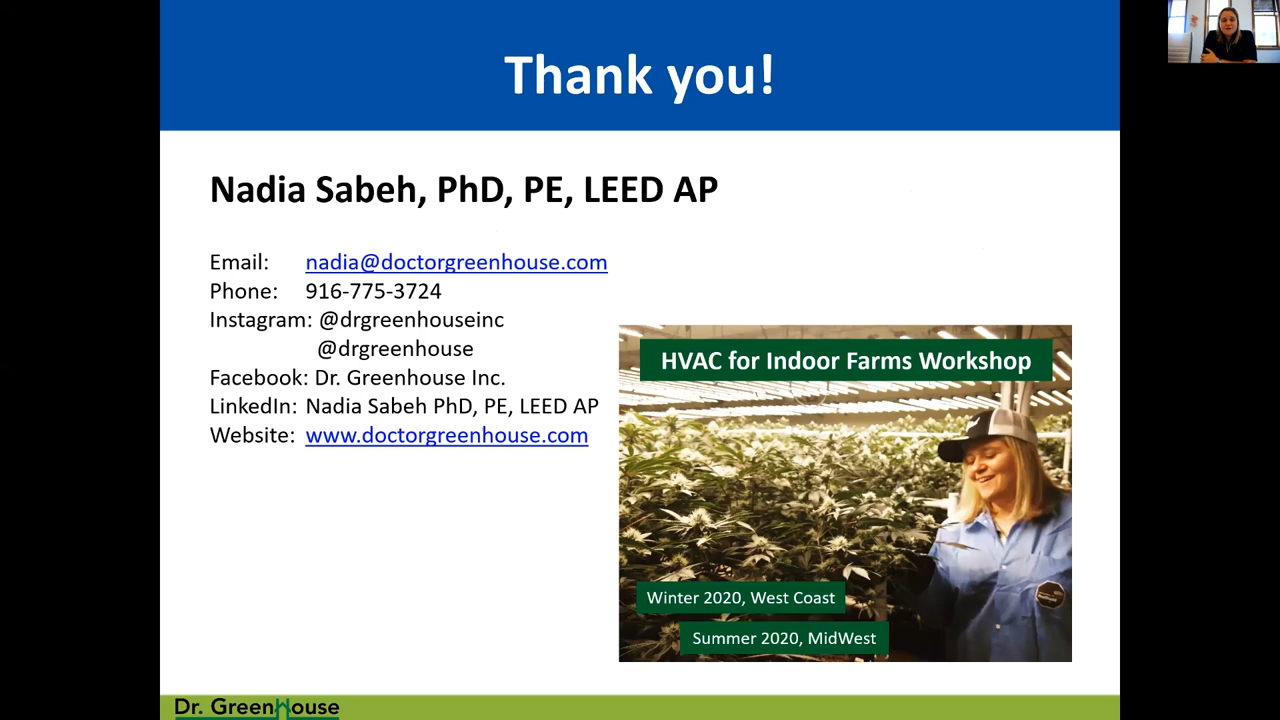 Thank you!
Nadia Sabeh, PhD, PE, LEED AP
Email: nadia@doctorgreenhouse.com
Phone: 916-775-3724
Instagram: @drgreenhouseinc
@drgreenhouse
Facebook: Dr. Greenhouse Inc.
LinkedIn: Nadia Sabeh PhD, PE, LEED AP
Website: www.doctorgreenhouse.com
HVAC for Indoor Farms Workshop
Winter 2020, West Coast
Summer 2020, MidWest
Dr. GreenHouse